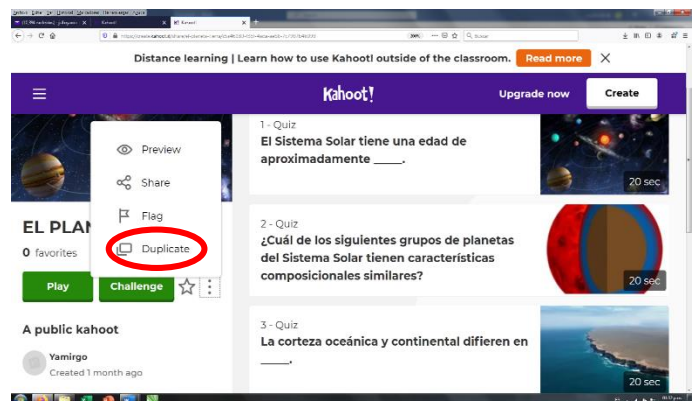 Distance learning | Learn how to use Kahoot! outside of the classroom. Read more
Kahoot!
Upgrade now
Create
Preview
Share
Flag
Duplicate
EL PLAN
0 favorites
Play
Challenge
A public kahoot
Yamirgo
Created 1 month ago
1 - Quiz
El Sistema Solar tiene una edad de
aproximadamente ____.
20 sec
2 - Quiz
¿Cuál de los siguientes grupos de planetas
del Sistema Solar tienen características
composicionales similares?
20 sec
3 - Quiz
La corteza oceánica y continental difieren en
____.
20 sec